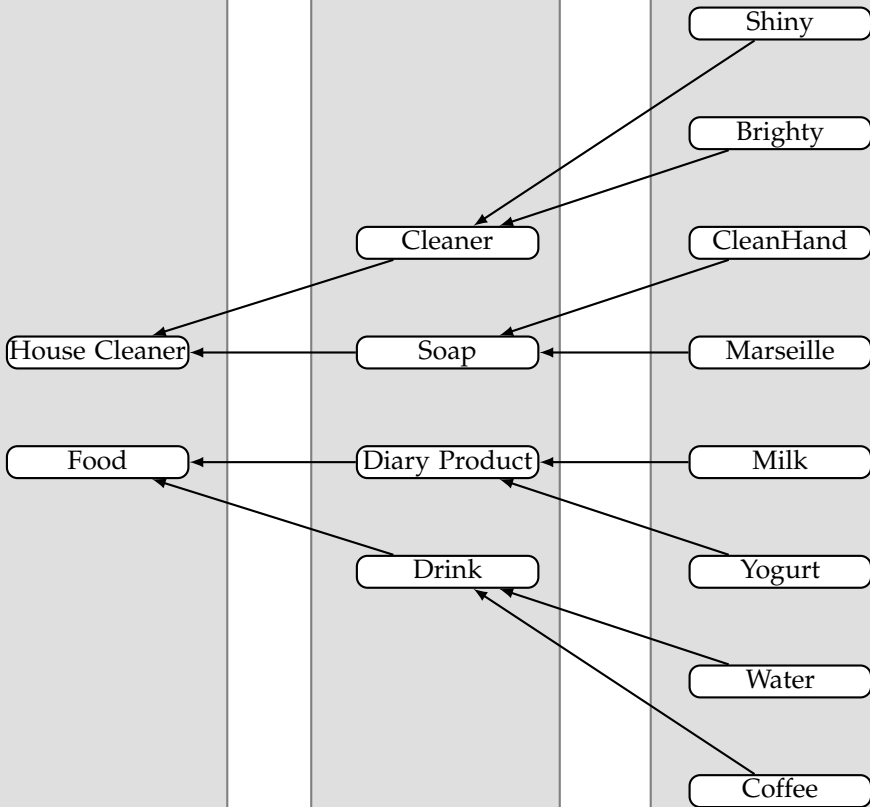 Shiny
Brighty
Cleaner
CleanHand
House Cleaner
Soap
Marseille
Food
Diary Product
Milk
Drink
Yogurt
Water
Coffee